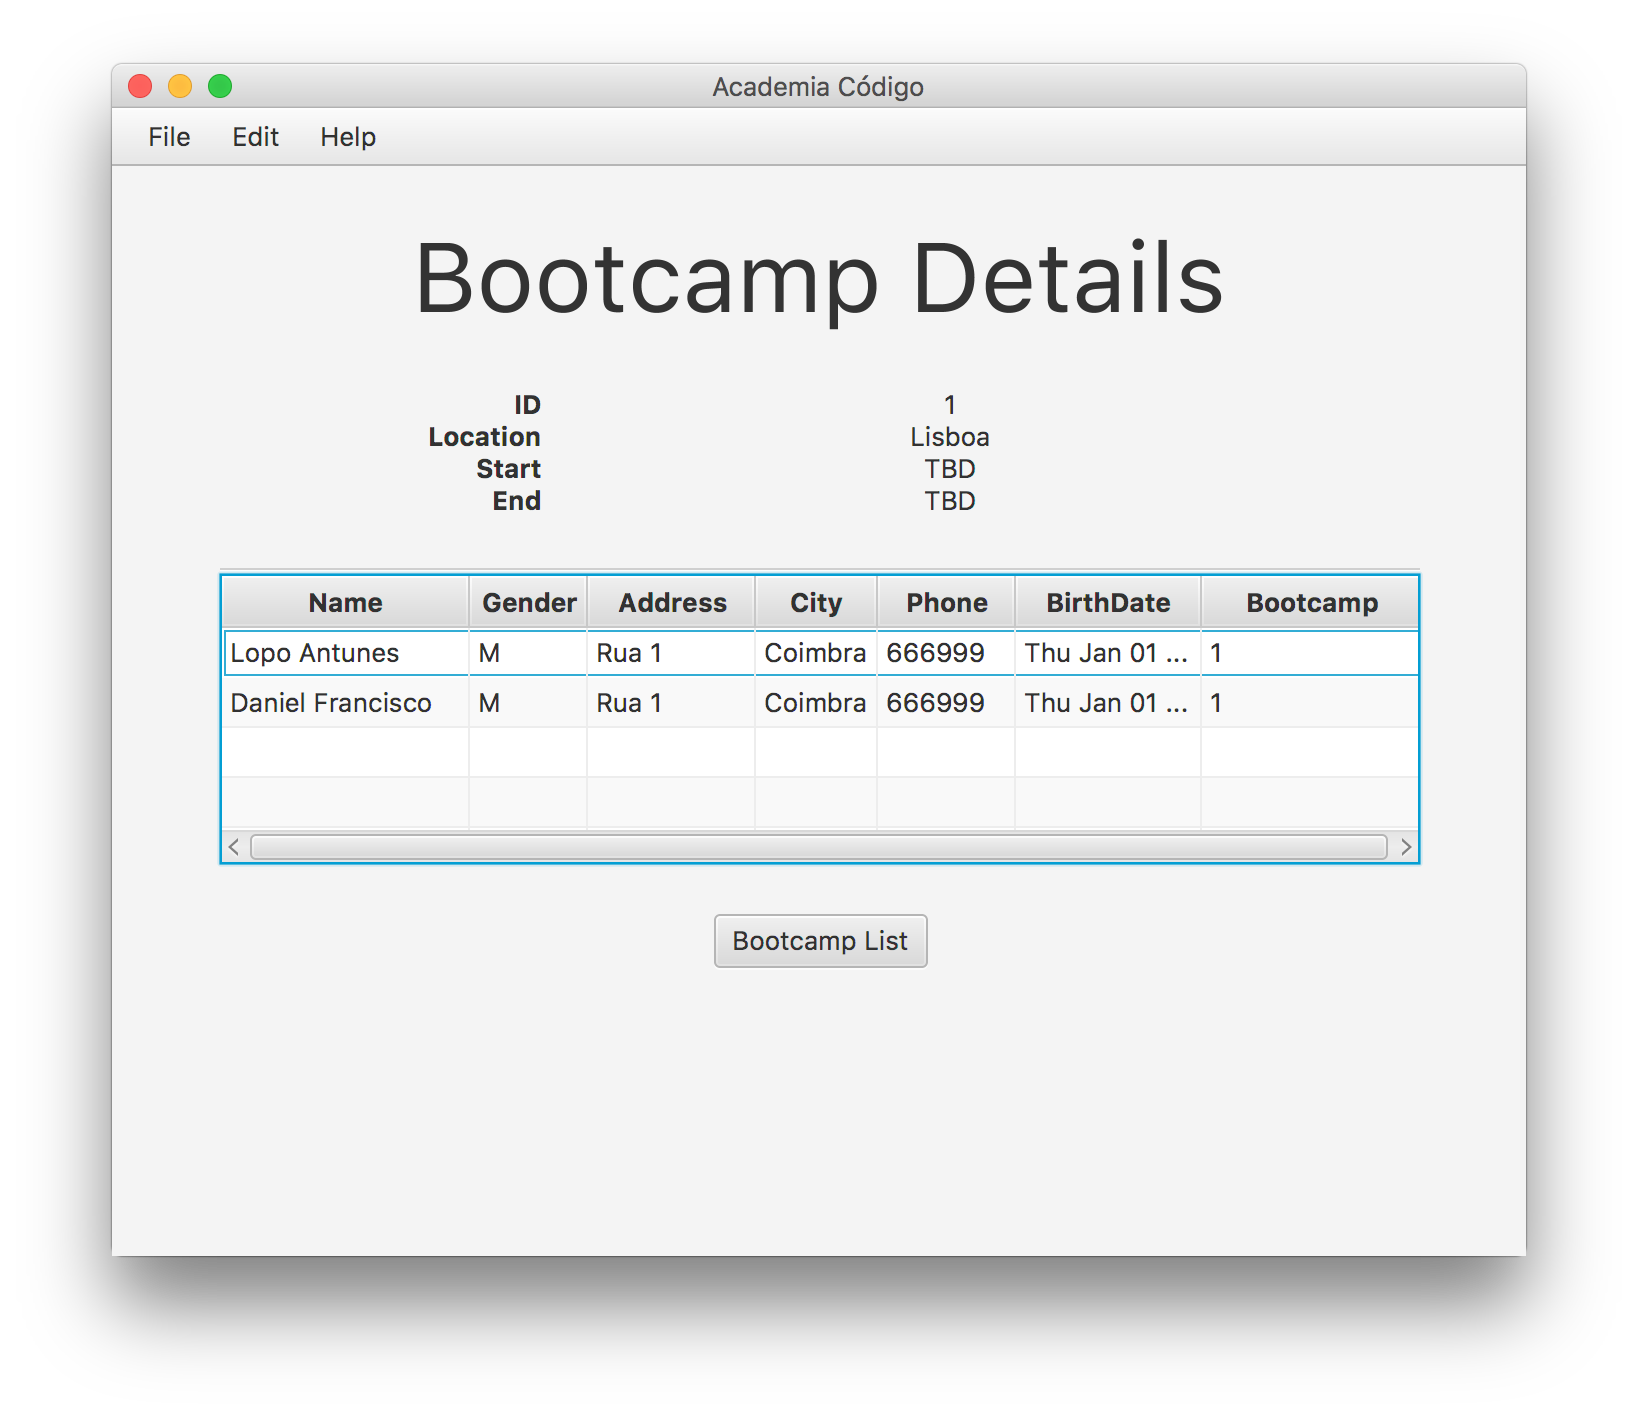 Academia Código
File Edit Help
Bootcamp Details
ID 1
Location Lisboa
Start TBD
End TBD
Name Gender Address City Phone BirthDate Bootcamp
Lopo Antunes M Rua 1 Coimbra 666999 Thu Jan 01 ... 1
Daniel Francisco M Rua 1 Coimbra 666999 Thu Jan 01 ... 1
Bootcamp List